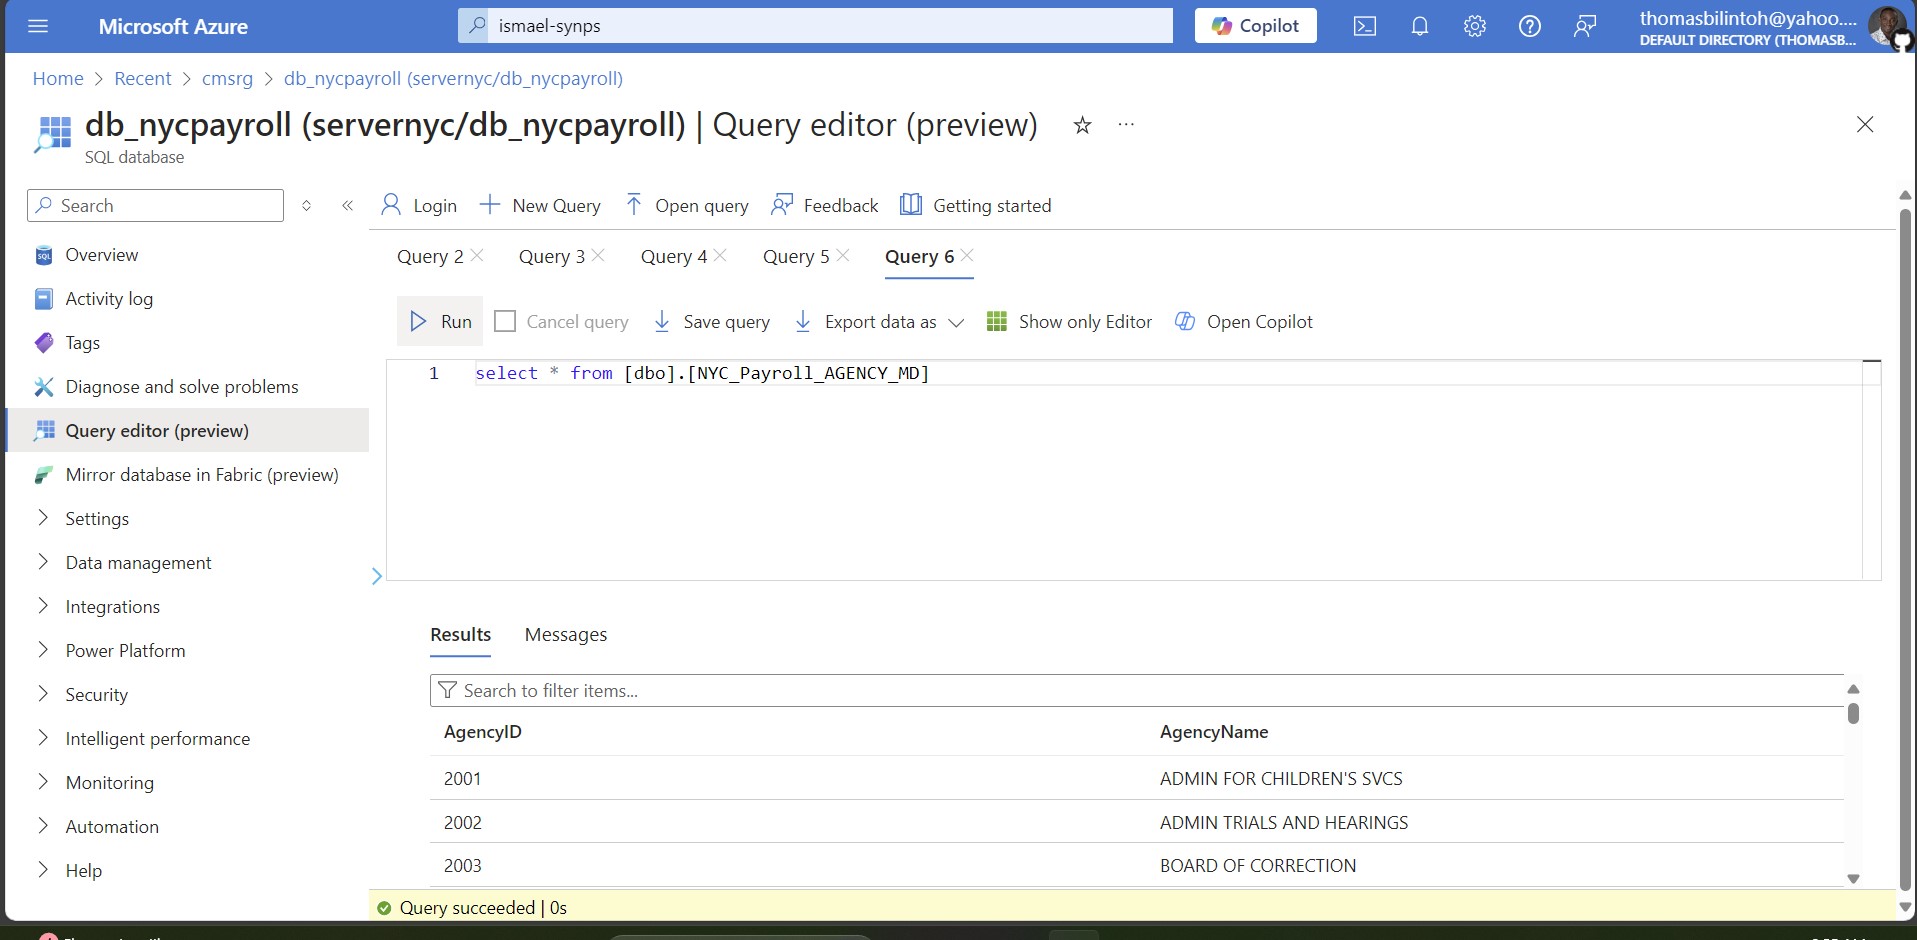 Microsoft Azure
ismael-synps
Copilot
thomasbilintoh@yahoo....
DEFAULT DIRECTORY (THOMASB...
Home > Recent > cmsrg > db_nycpayroll (servernyc/db_nycpayroll)
db_nycpayroll (servernyc/db_nycpayroll) | Query editor (preview)
SQL database
Search
Login
New Query
Open query
Feedback
Getting started
Overview
Activity log
Tags
Diagnose and solve problems
Query editor (preview)
Mirror database in Fabric (preview)
Settings
Data management
Integrations
Power Platform
Security
Intelligent performance
Monitoring
Automation
Help
Query 2
Query 3
Query 4
Query 5
Query 6
Run
Cancel query
Save query
Export data as
Show only Editor
Open Copilot
1 select * from [dbo].[NYC_Payroll_AGENCY_MD]
Results
Messages
Search to filter items...
AgencyID AgencyName
2001 ADMIN FOR CHILDREN'S SVCS
2002 ADMIN TRIALS AND HEARINGS
2003 BOARD OF CORRECTION
Query succeeded | 0s